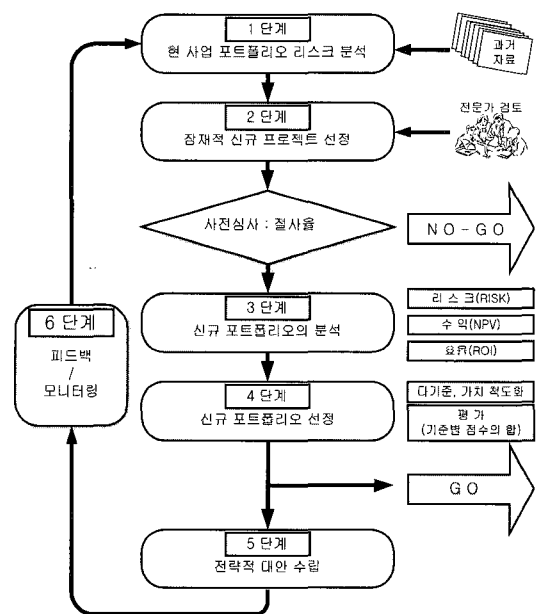 1 단계
현 사업 포트폴리오 리스크 분석
과거
자료
2 단계
잠재적 신규 프로젝트 선정
전문가 검토
사전심사 : 절사율
NO-GO
3 단계
신규 포트폴리오의 분석
리 스 크(RISK)
수 익(NPV)
효율(ROI)
4 단계
신규 포트폴리오 선정
다기준, 가치 척도화
평 가
(기준별 점수의 합)
GO
5 단계
전략적 대안 수립
6 단계
피드백
/
모니터링